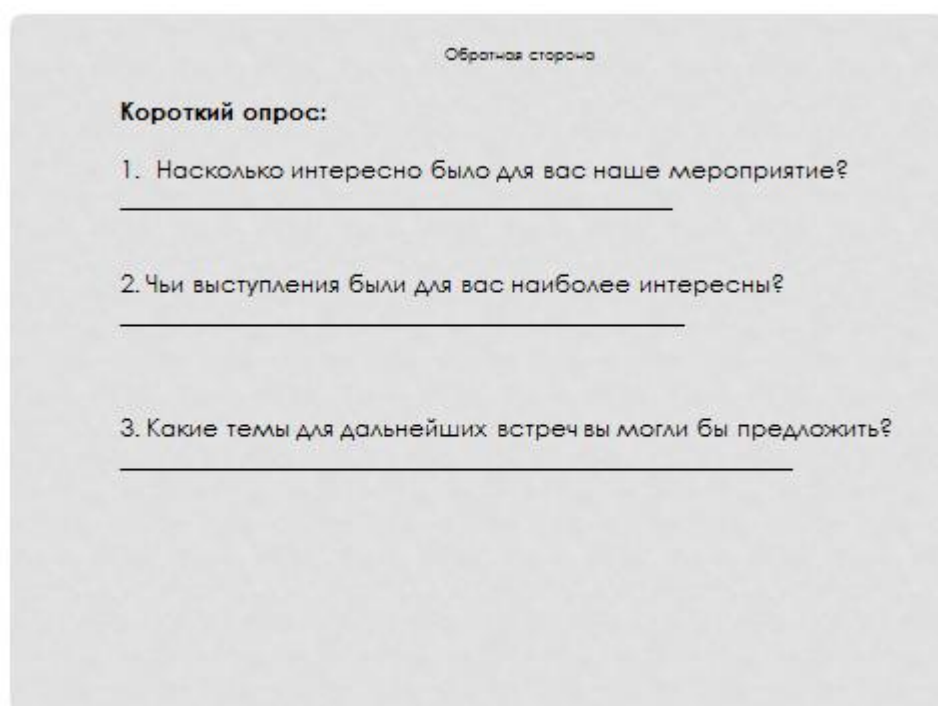 Обратная сторона
Короткий опрос:
1. Насколько интересно было для вас наше мероприятие?
2. Чьи выступления были для вас наиболее интересны?
3. Какие темы для дальнейших встреч вы могли бы предложить?